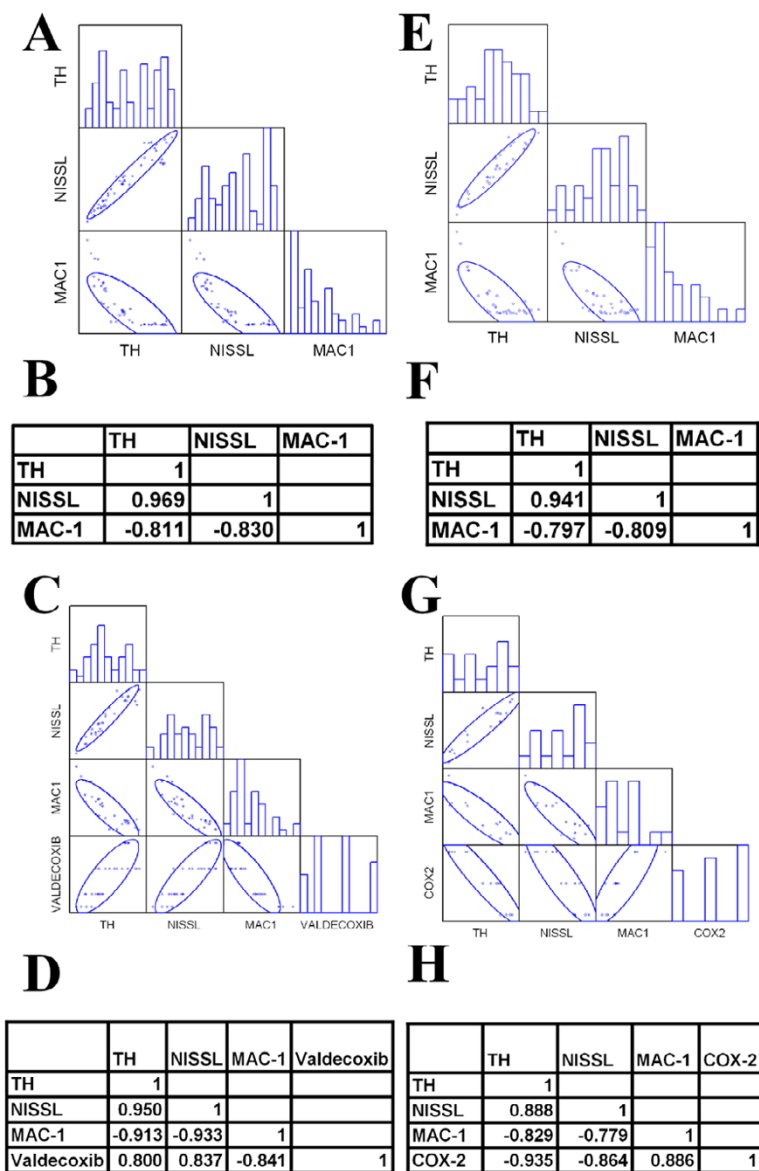 A
TH
NISSL
MAC1
TH NISSL MAC1
B
TH NISSL MAC-1
TH 1
NISSL 0.969 1
MAC-1 -0.811 -0.830 1
C
TH
NISSL
MAC1
VALDECOXIB
TH NISSL MAC1 VALDECOXIB
D
TH NISSL MAC-1 Valdecoxib
TH 1
NISSL 0.950 1
MAC-1 -0.913 -0.933 1
Valdecoxib 0.800 0.837 -0.841 1
E
TH
NISSL
MAC1
TH NISSL MAC1
F
TH NISSL MAC-1
TH 1
NISSL 0.941 1
MAC-1 -0.797 -0.809 1
G
TH
NISSL
MAC1
COX2
TH NISSL MAC1 COX2
H
TH NISSL MAC-1 COX-2
TH 1
NISSL 0.888 1
MAC-1 -0.829 -0.779 1
COX-2 -0.935 -0.864 0.886 1